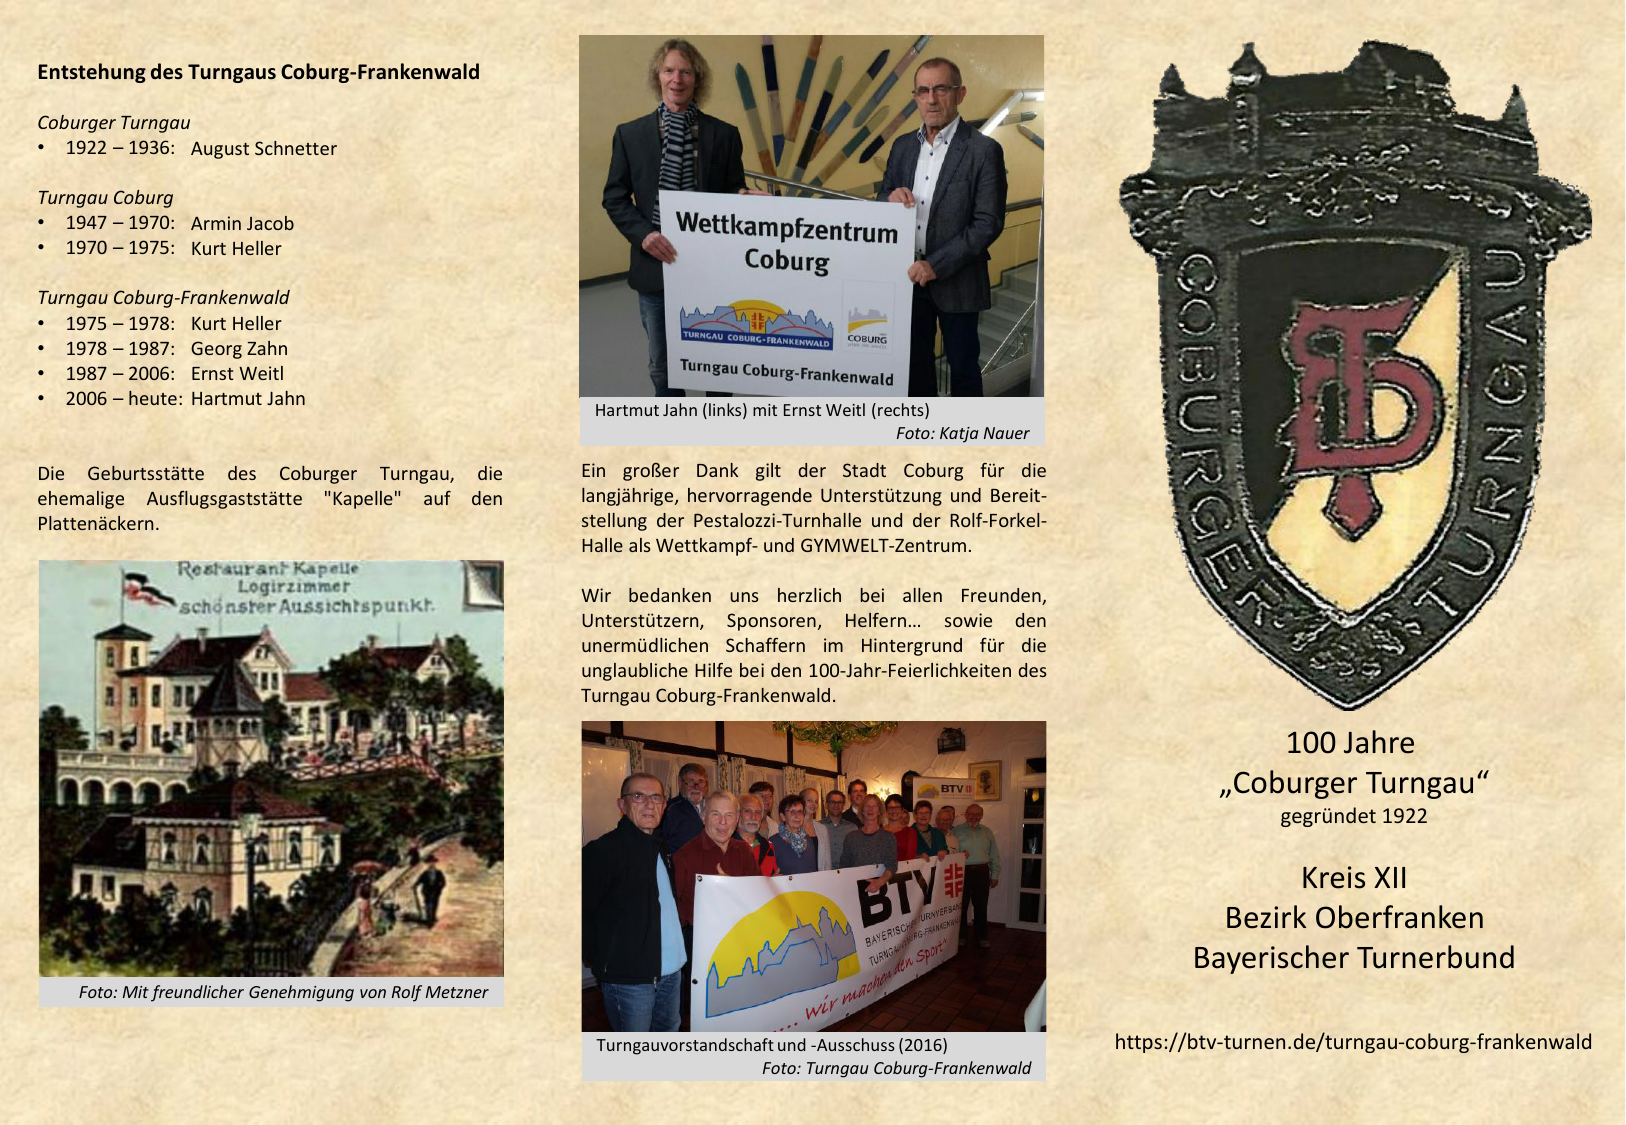 Entstehung des Turngaus Coburg-Frankenwald
Coburger Turngau
• 1922 – 1936: August Schnetter
Turngau Coburg
• 1947 – 1970: Armin Jacob
• 1970 – 1975: Kurt Heller
Turngau Coburg-Frankenwald
• 1975 – 1978: Kurt Heller
• 1978 – 1987: Georg Zahn
• 1987 – 2006: Ernst Weitl
• 2006 – heute: Hartmut Jahn
Die Geburtsstätte des Coburger Turngau, die
ehemalige Ausflugsgaststätte "Kapelle" auf den
Plattenäckern.
Restaurant Kapelle
Logirzimmer
schönster Aussichtspunkt.
Foto: Mit freundlicher Genehmigung von Rolf Metzner
Wettkampfzentrum
Coburg
TURNGAU COBURG-FRANKENWALD
COBURG
Turngau Coburg-Frankenwald
Hartmut Jahn (links) mit Ernst Weitl (rechts)
Foto: Katja Nauer
Ein großer Dank gilt der Stadt Coburg für die
langjährige, hervorragende Unterstützung und Bereit-
stellung der Pestalozzi-Turnhalle und der Rolf-Forkel-
Halle als Wettkampf- und GYMWELT-Zentrum.
Wir bedanken uns herzlich bei allen Freunden,
Unterstützern, Sponsoren, Helfern… sowie den
unermüdlichen Schaffern im Hintergrund für die
unglaubliche Hilfe bei den 100-Jahr-Feierlichkeiten des
Turngau Coburg-Frankenwald.
BTV
BTV
BAYERISCHER TURNVERBAND
TURNGAU COBURG-FRANKENWALD
.... wir machen den Sport"
Turngauvorstandschaft und -Ausschuss (2016)
Foto: Turngau Coburg-Frankenwald
COBURGER TURNGAU
100 Jahre
„Coburger Turngau“
gegründet 1922
Kreis XII
Bezirk Oberfranken
Bayerischer Turnerbund
https://btv-turnen.de/turngau-coburg-frankenwald